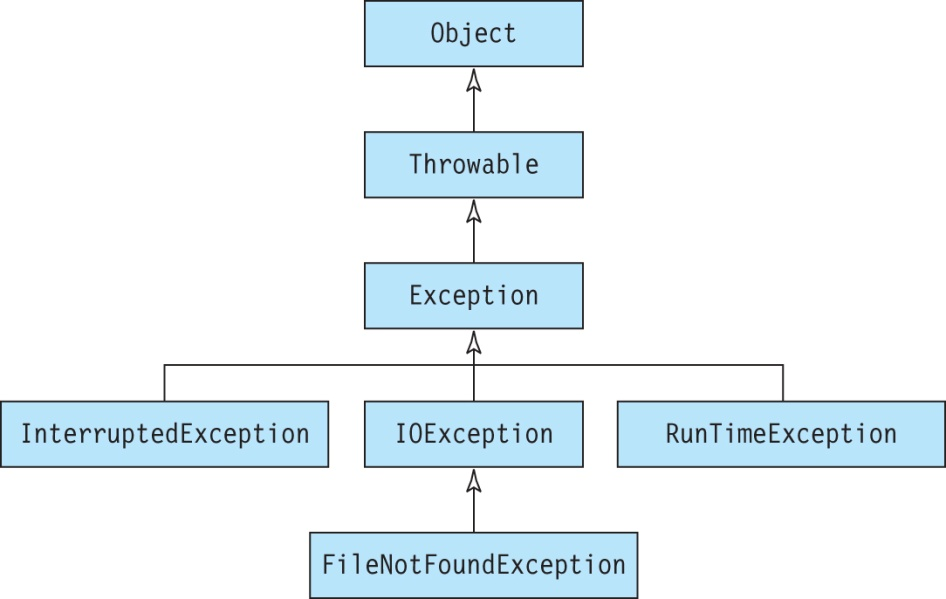 Object
Throwable
Exception
InterruptedException
IOException
RunTimeException
FileNotFoundException